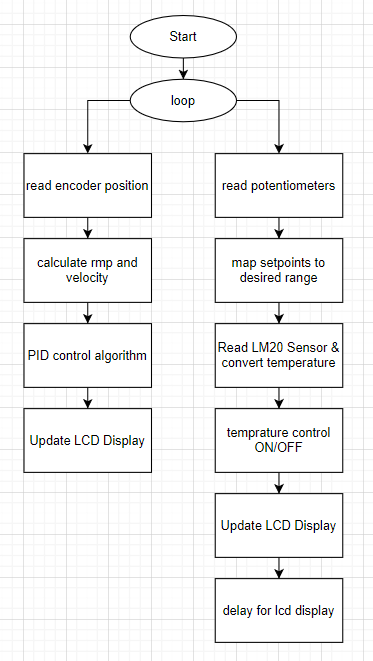 Start
loop
read encoder position
calculate rmp and
velocity
PID control algorithm
Update LCD Display
read potentiometers
map setpoints to
desired range
Read LM20 Sensor &
convert temperature
temprature control
ON/OFF
Update LCD Display
delay for lcd display